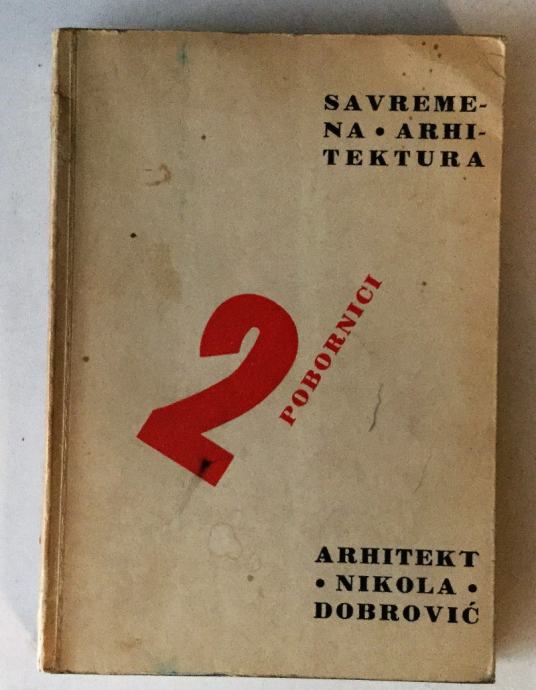 SAVREME-
NA • ARHI-
TEKTURA
2
POBORNICI
ARHITEKT
• NIKOLA •
DOBROVIĆ